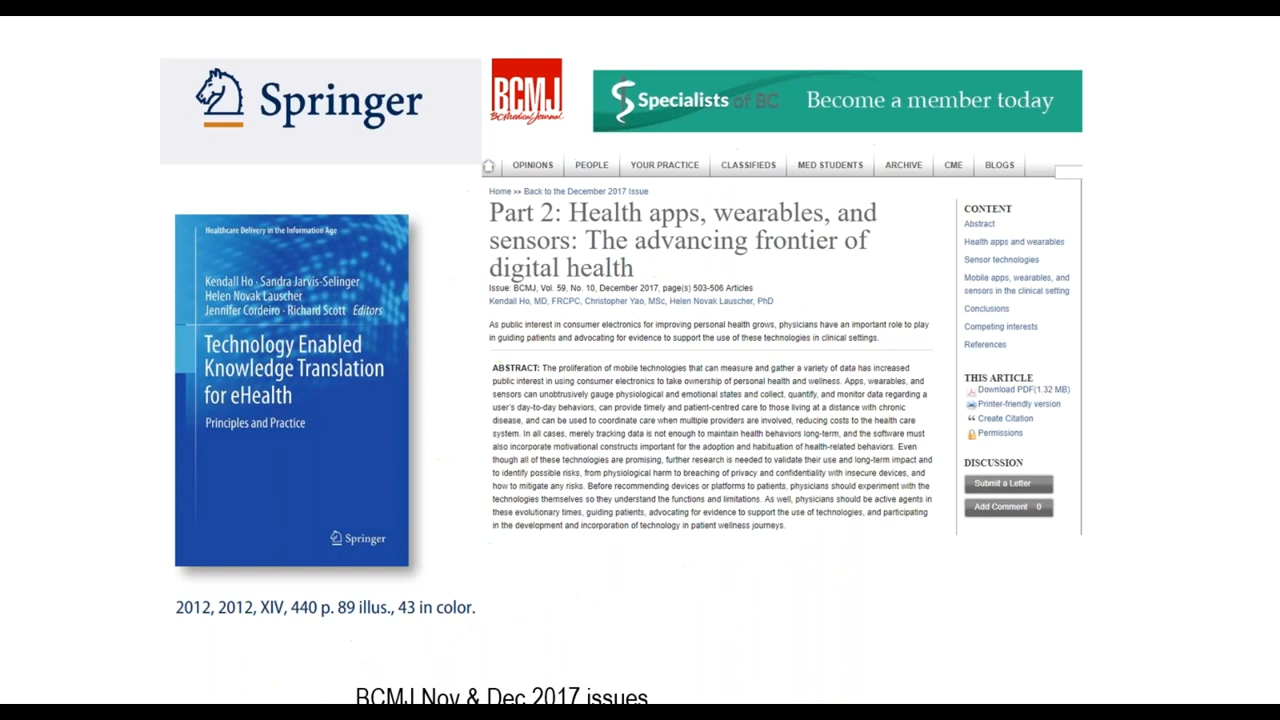 Springer
BCMJ
BCMedicalJournal
Specialists of BC
Become a member today
OPINIONS PEOPLE YOUR PRACTICE CLASSIFIEDS MED STUDENTS ARCHIVE CME BLOGS
Home >> Back to the December 2017 Issue
Part 2: Health apps, wearables, and
sensors: The advancing frontier of
digital health
Issue: BCMJ, Vol. 59, No. 10, December 2017, page(s) 503-506 Articles
Kendall Ho, MD, FRCPC, Christopher Yao, MSc, Helen Novak Lauscher, PhD
As public interest in consumer electronics for improving personal health grows, physicians have an important role to play
in guiding patients and advocating for evidence to support the use of these technologies in clinical settings.
ABSTRACT: The proliferation of mobile technologies that can measure and gather a variety of data has increased
public interest in using consumer electronics to take ownership of personal health and wellness. Apps, wearables, and
sensors can unobtrusively gauge physiological and emotional states and collect, quantify, and monitor data regarding a
user's day-to-day behaviors, can provide timely and patient-centred care to those living at a distance with chronic
disease, and can be used to coordinate care when multiple providers are involved, reducing costs to the health care
system. In all cases, merely tracking data is not enough to maintain health behaviors long-term, and the software must
also incorporate motivational constructs important for the adoption and habituation of health-related behaviors. Even
though all of these technologies are promising, further research is needed to validate their use and long-term impact and
to identify possible risks, from physiological harm to breaching of privacy and confidentiality with insecure devices, and
how to mitigate any risks. Before recommending devices or platforms to patients, physicians should experiment with the
technologies themselves so they understand the functions and limitations. As well, physicians should be active agents in
these evolutionary times, guiding patients, advocating for evidence to support the use of technologies, and participating
in the development and incorporation of technology in patient wellness journeys.
CONTENT
Abstract
Health apps and wearables
Sensor technologies
Mobile apps, wearables, and
sensors in the clinical setting
Conclusions
Competing interests
References
THIS ARTICLE
Download PDF(1.32 MB)
Printer-friendly version
Create Citation
Permissions
DISCUSSION
Submit a Letter
Add Comment 0
Healthcare Delivery in the Information Age
Kendall Ho · Sandra Jarvis-Selinger
Helen Novak Lauscher
Jennifer Cordeiro · Richard Scott Editors
Technology Enabled
Knowledge Translation
for eHealth
Principles and Practice
Springer
2012, 2012, XIV, 440 p. 89 illus., 43 in color.
BCMJ Nov & Dec 2017 issues